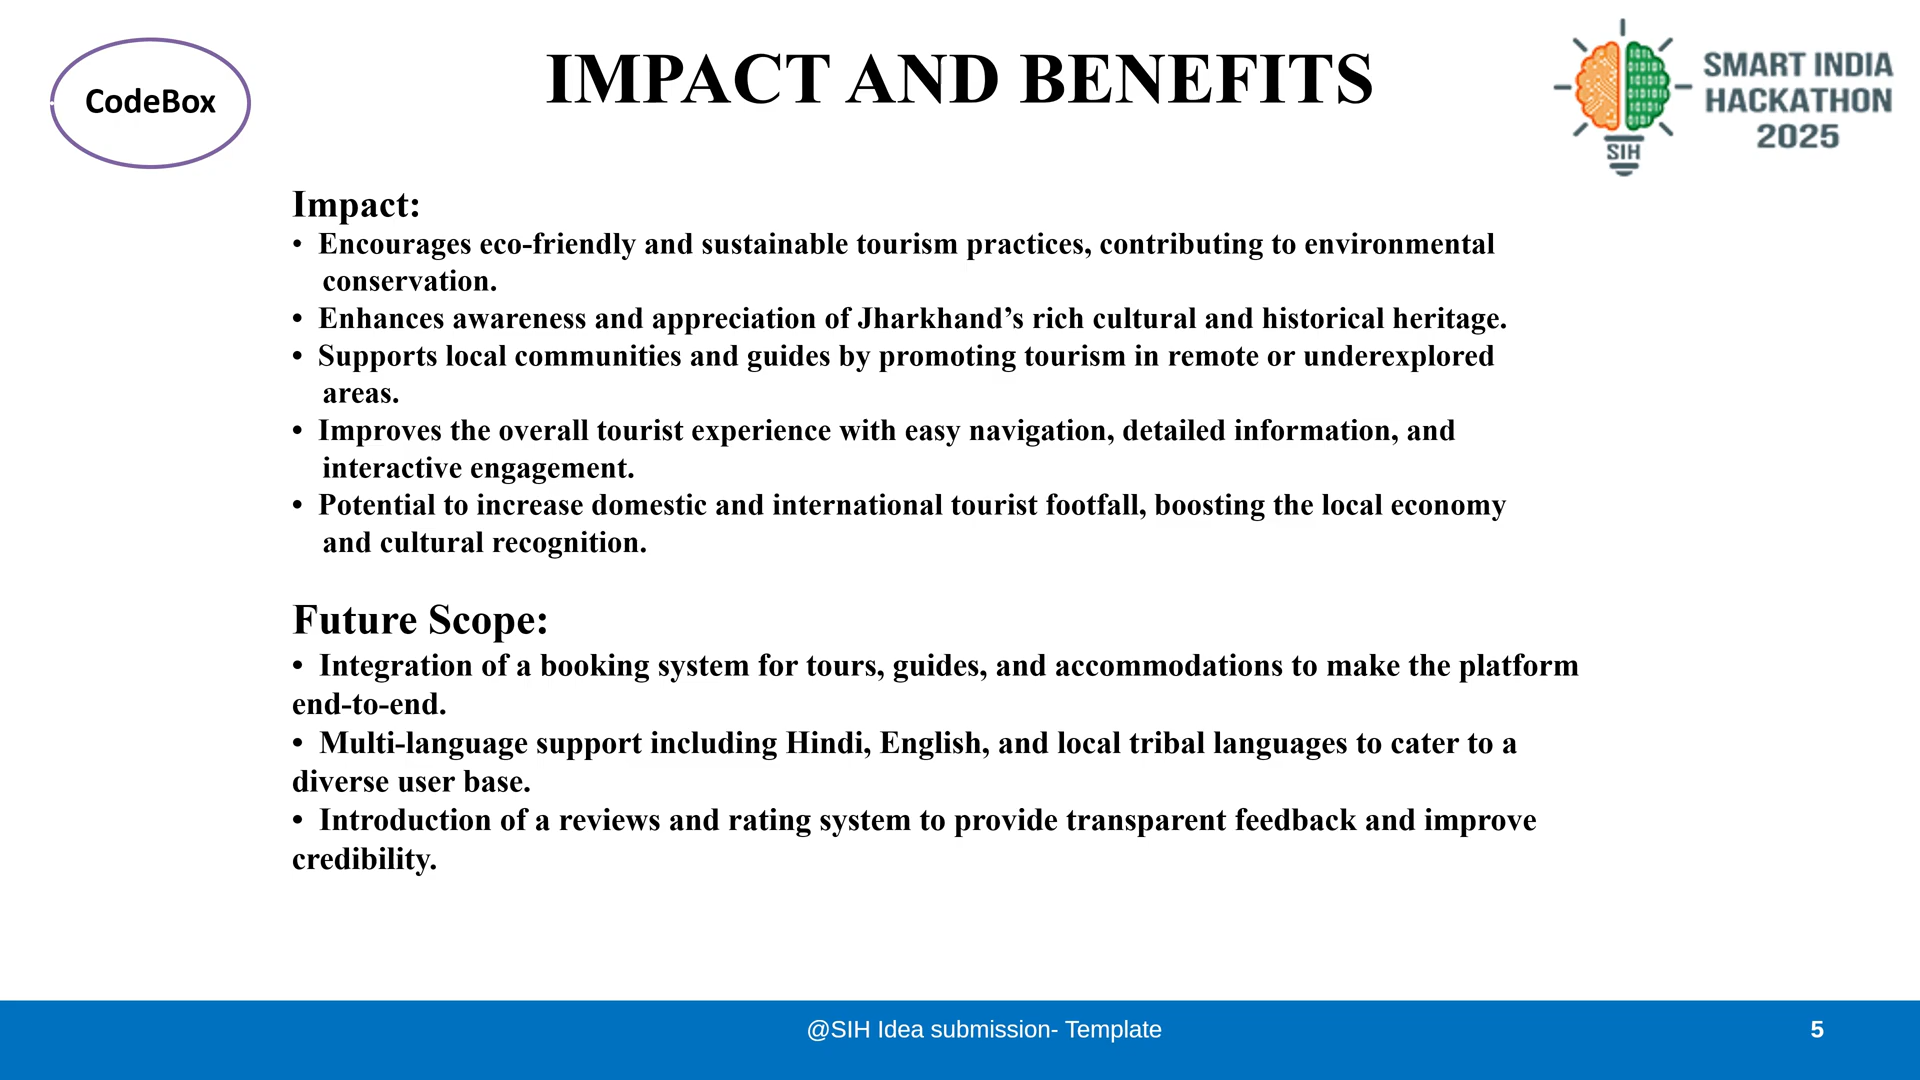 CodeBox
IMPACT AND BENEFITS
SMART INDIA
HACKATHON
2025
SIH
Impact:
• Encourages eco-friendly and sustainable tourism practices, contributing to environmental
conservation.
• Enhances awareness and appreciation of Jharkhand’s rich cultural and historical heritage.
• Supports local communities and guides by promoting tourism in remote or underexplored
areas.
• Improves the overall tourist experience with easy navigation, detailed information, and
interactive engagement.
• Potential to increase domestic and international tourist footfall, boosting the local economy
and cultural recognition.
Future Scope:
• Integration of a booking system for tours, guides, and accommodations to make the platform
end-to-end.
• Multi-language support including Hindi, English, and local tribal languages to cater to a
diverse user base.
• Introduction of a reviews and rating system to provide transparent feedback and improve
credibility.
@SIH Idea submission- Template
5